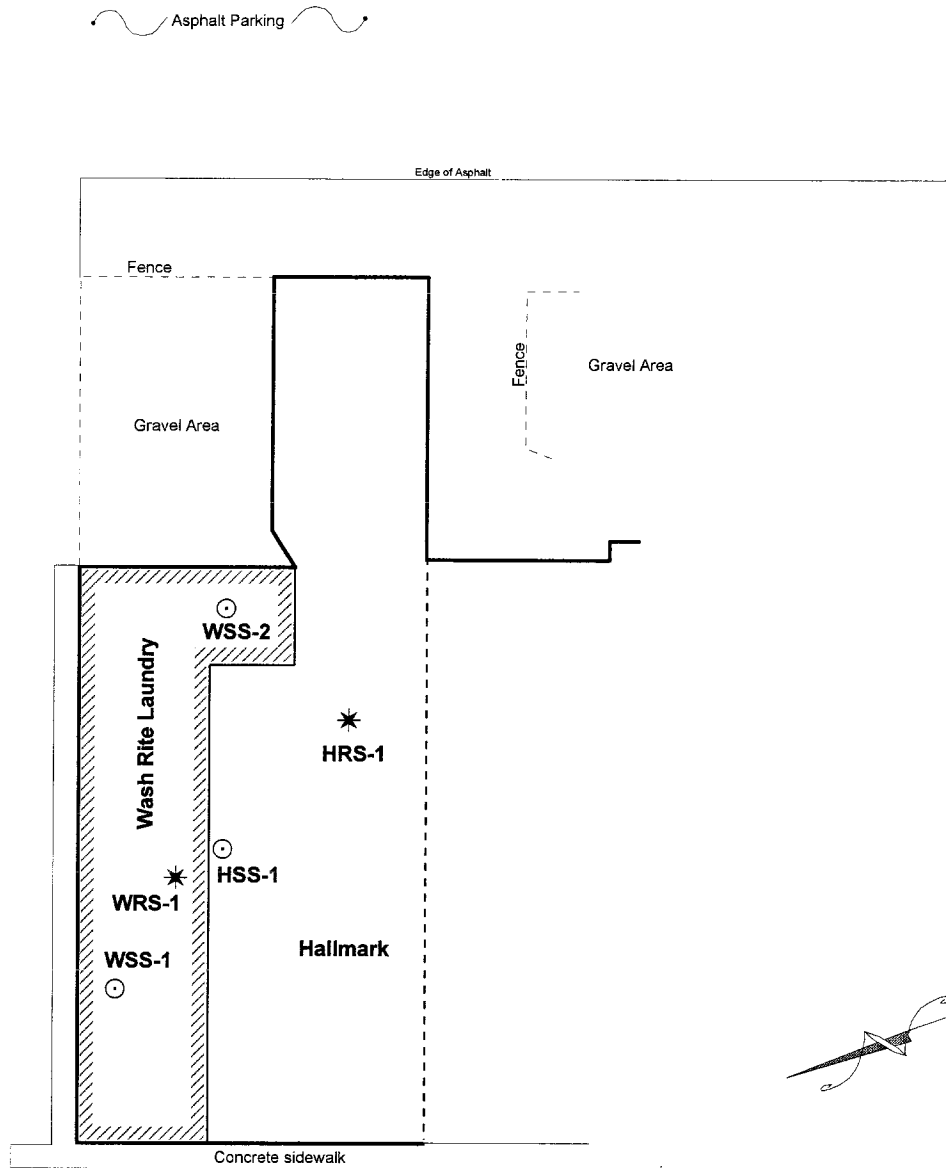 Asphalt Parking
Edge of Asphalt
Fence
Fence
Gravel Area
Gravel Area
WSS-2
Wash Rite Laundry
HRS-1
HSS-1
WRS-1
Hallmark
WSS-1
Concrete sidewalk